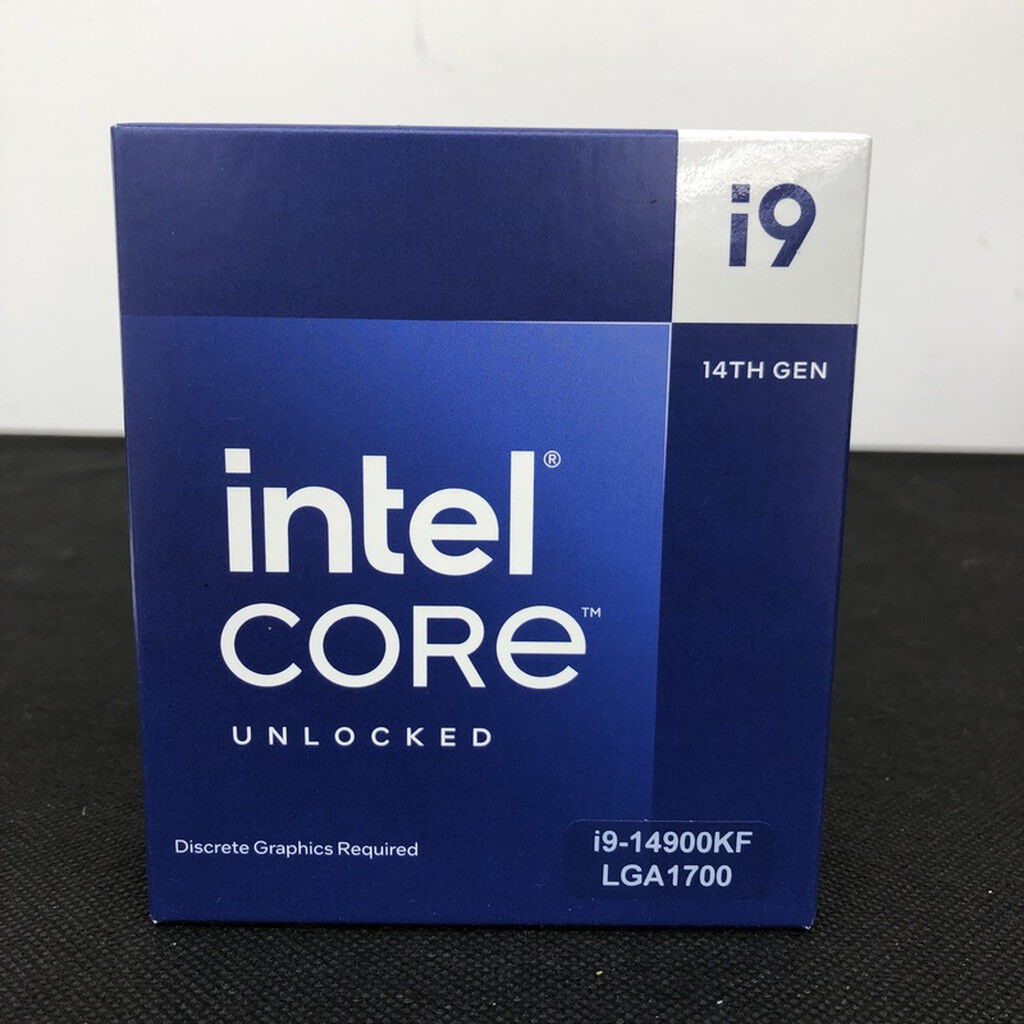 i9
14TH GEN
intel®
CORe™
UNLOCKED
Discrete Graphics Required
i9-14900KF
LGA1700